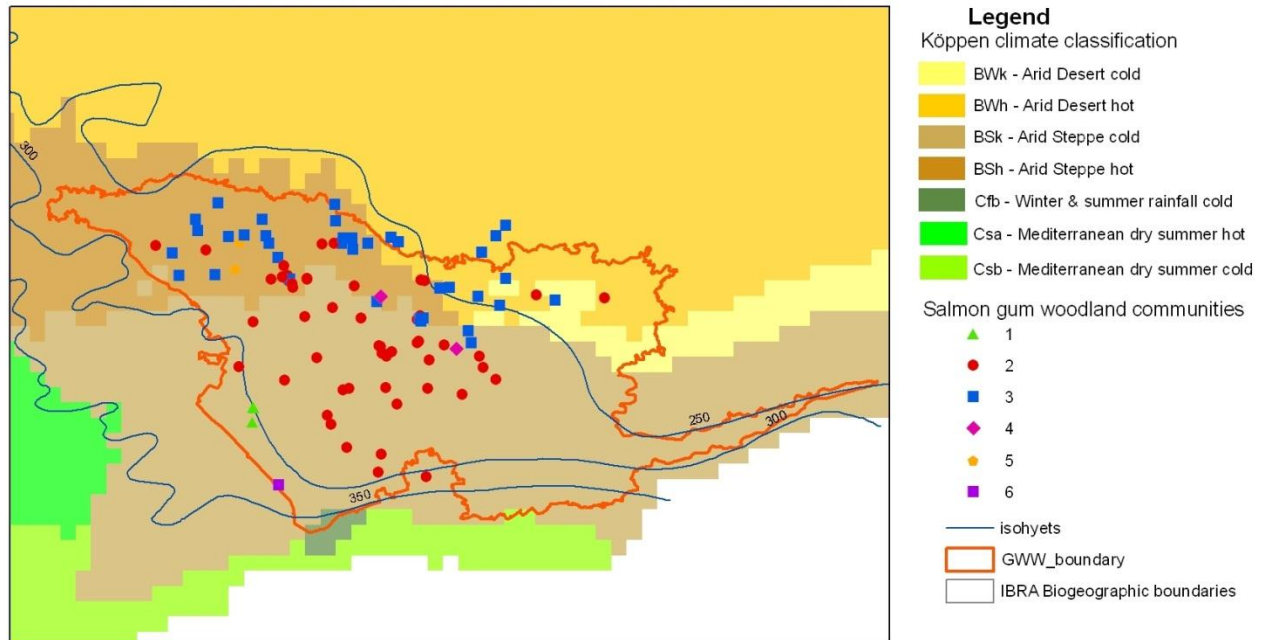 300
250
300
350
Legend
Köppen climate classification
BWk - Arid Desert cold
BWh - Arid Desert hot
BSk - Arid Steppe cold
BSh - Arid Steppe hot
Cfb - Winter & summer rainfall cold
Csa - Mediterranean dry summer hot
Csb - Mediterranean dry summer cold
Salmon gum woodland communities
1
2
3
4
5
6
isohyets
GWW_boundary
IBRA Biogeographic boundaries